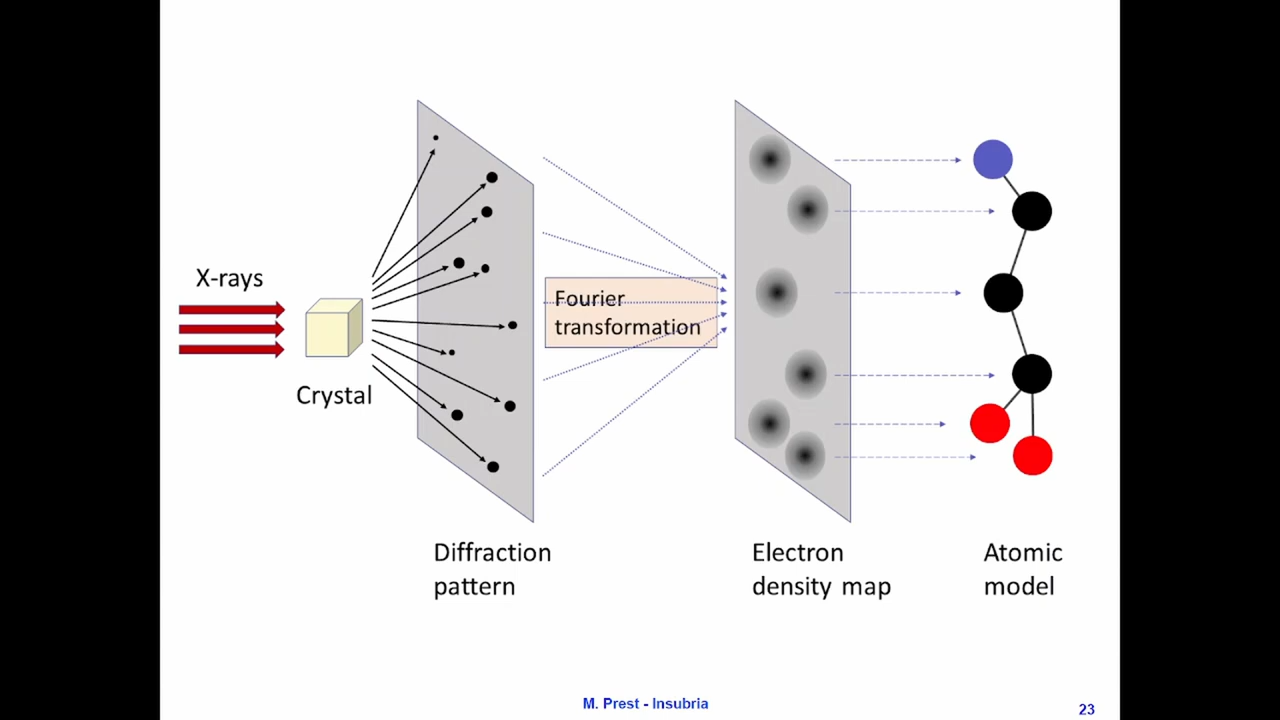 X-rays
Crystal
Fourier
transformation
Diffraction
pattern
Electron
density map
Atomic
model
M. Prest - Insubria
23